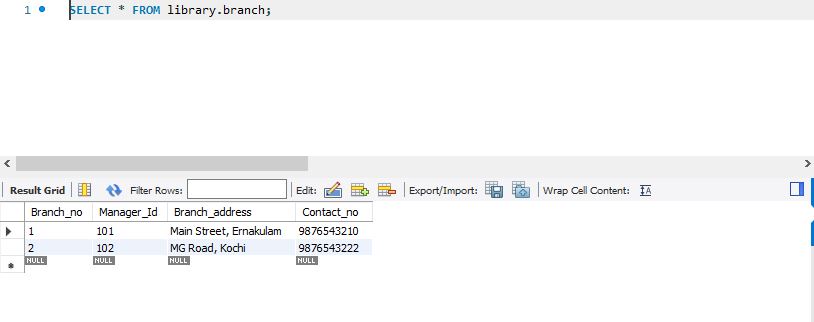 1 SELECT * FROM library.branch;
Result Grid Filter Rows: Edit: Export/Import: Wrap Cell Content: IA
Branch_no Manager_Id Branch_address Contact_no
1 101 Main Street, Ernakulam 9876543210
2 102 MG Road, Kochi 9876543222
NULL NULL NULL NULL